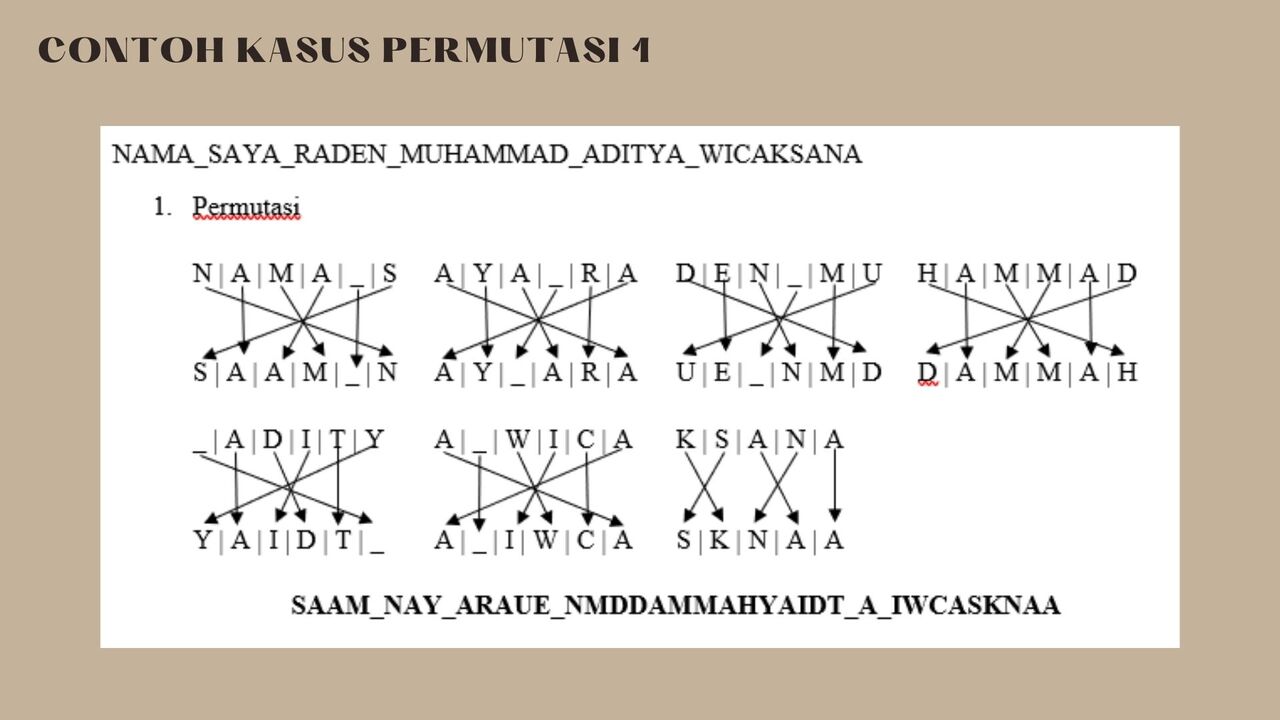 CONTOH KASUS PERMUTASI 1
NAMA_SAYA_RADEN_MUHAMMAD_ADITYA_WICAKSANA
1. Permutasi
N|A|M|A|_|S A|Y|A|_|R|A D|E|N|_|M|U H|A|M|M|A|D
S|A|A|M|_|N A|Y|_|A|R|A U|E|_|N|M|D D|A|M|M|A|H
_|A|D|I|T|Y A|_|W|I|C|A K|S|A|N|A
Y|A|I|D|T|_ A|_|I|W|C|A S|K|N|A|A
SAAM_NAY_ARAUE_NMDDAMMAHYAIDT_A_IWCASKNAA